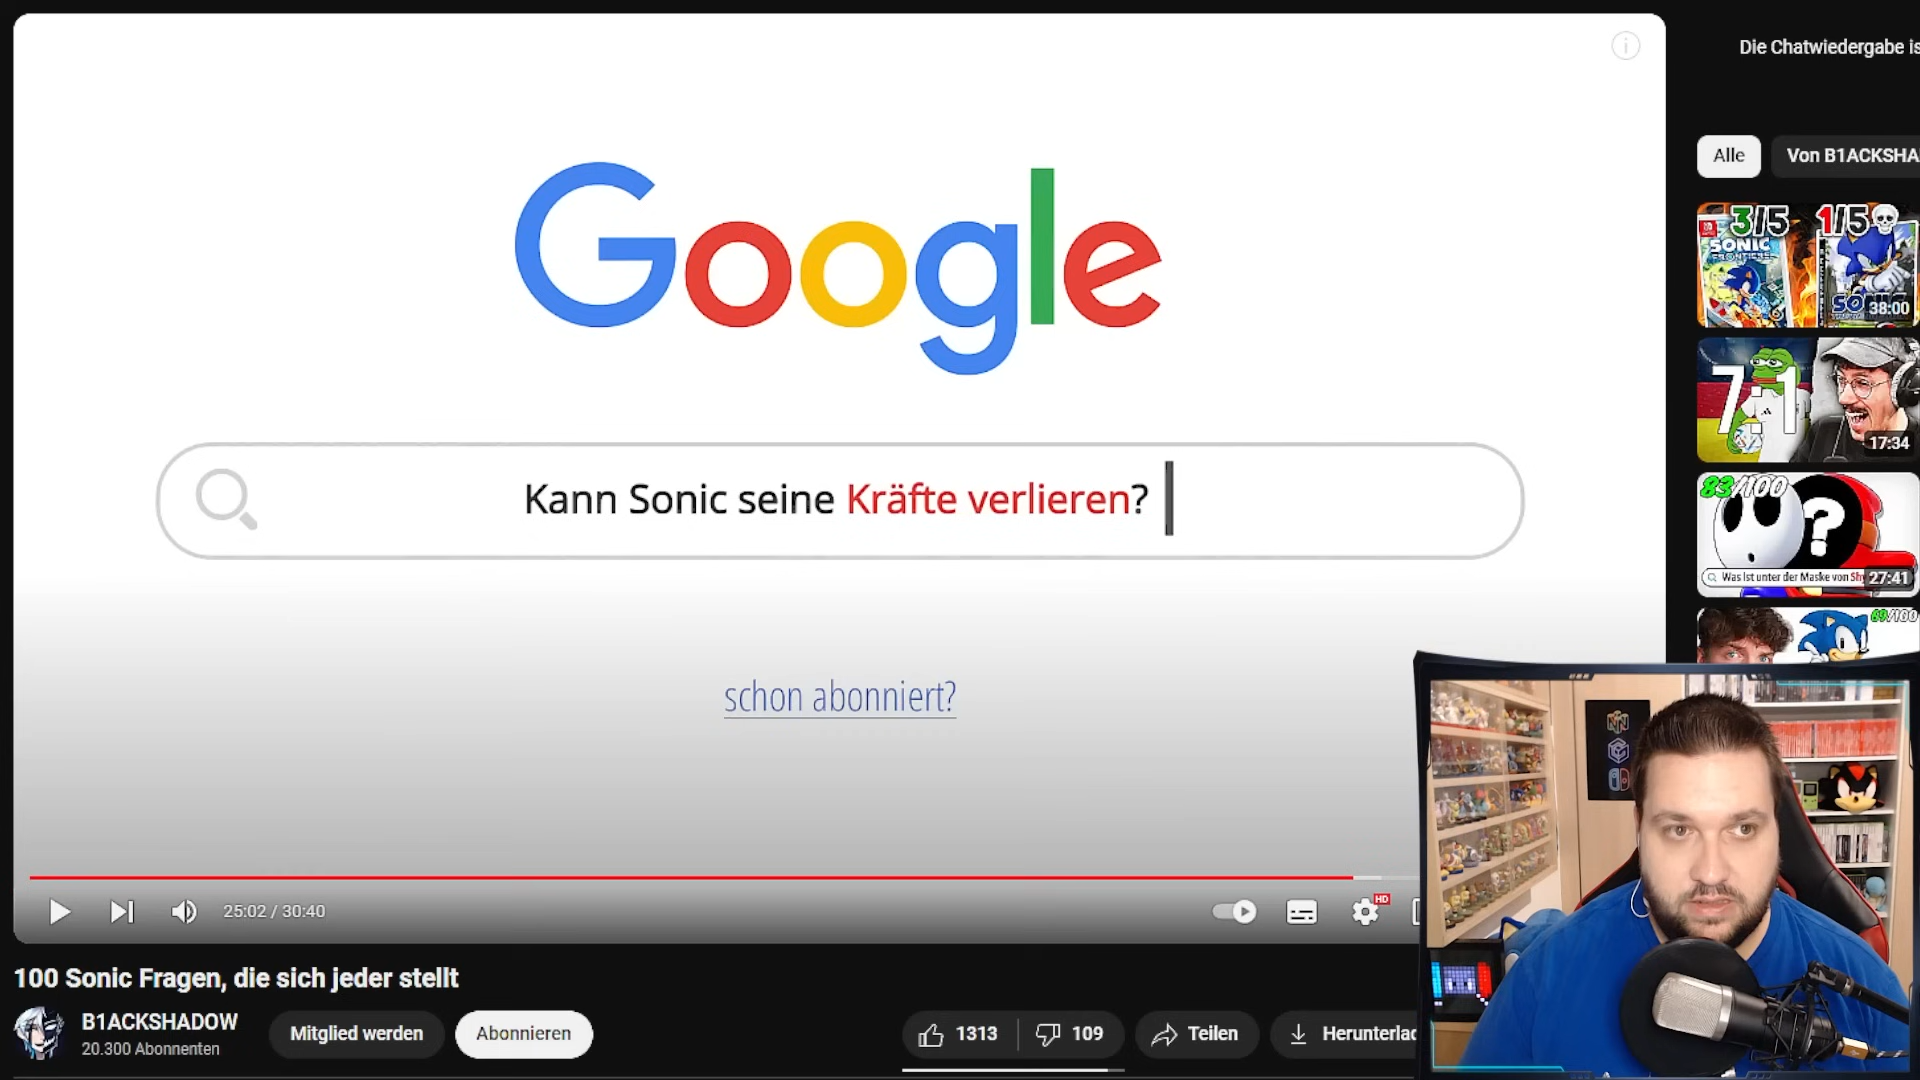 Google
Kann Sonic seine Kräfte verlieren?
schon abonniert?
25:02 / 30:40
HD
100 Sonic Fragen, die sich jeder stellt
B1ACKSHADOW
20.300 Abonnenten
Mitglied werden
Abonnieren
1313
109
Teilen
Herunterlad
Die Chatwiedergabe is
Alle
Von B1ACKSHA
3/5
1/5
SONIC
FRONTIERS
38:00
7:1
17:34
83/100
Was ist unter der Maske von Shy
27:41
69/100